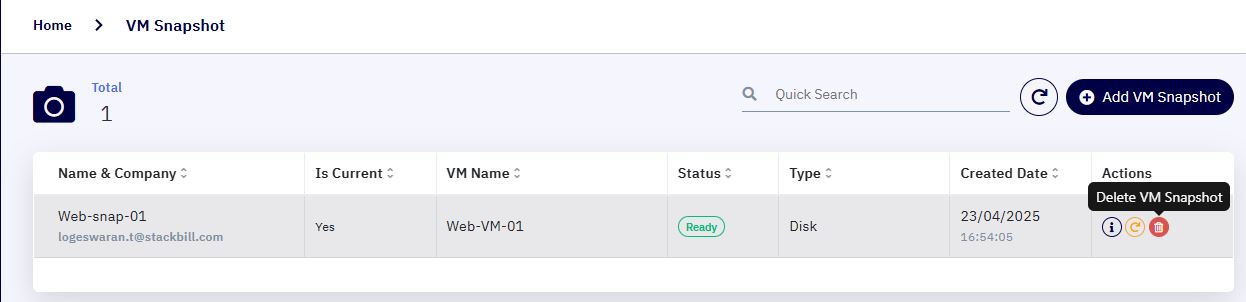 Home > VM Snapshot
Total
1
Quick Search
Add VM Snapshot
Name & Company Is Current VM Name Status Type Created Date Actions
Delete VM Snapshot
Web-snap-01 Yes Web-VM-01 Ready Disk 23/04/2025
logeswaran.t@stackbill.com 16:54:05